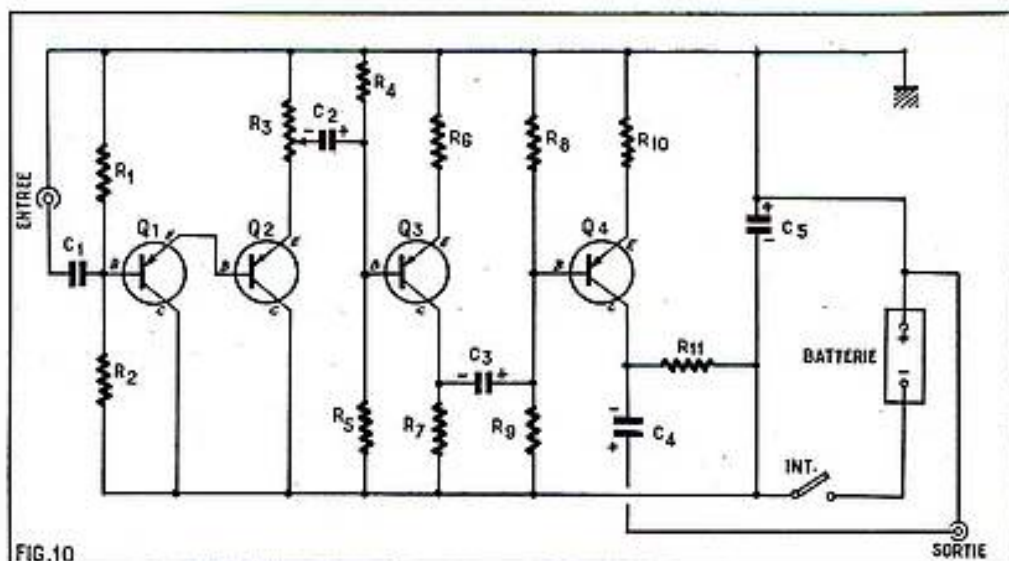 R4
C2
- +
R3
R6
R8
R10
R1
ENTRÉE
+
C5
-
Q1
Q2
Q3
Q4
C1
B
E
C
B
E
C
B
E
C
B
E
C
R2
R11
BATTERIE
+
-
C3
- +
R5
R7
R9
-
C4
+
INT.
FIG.10
SORTIE